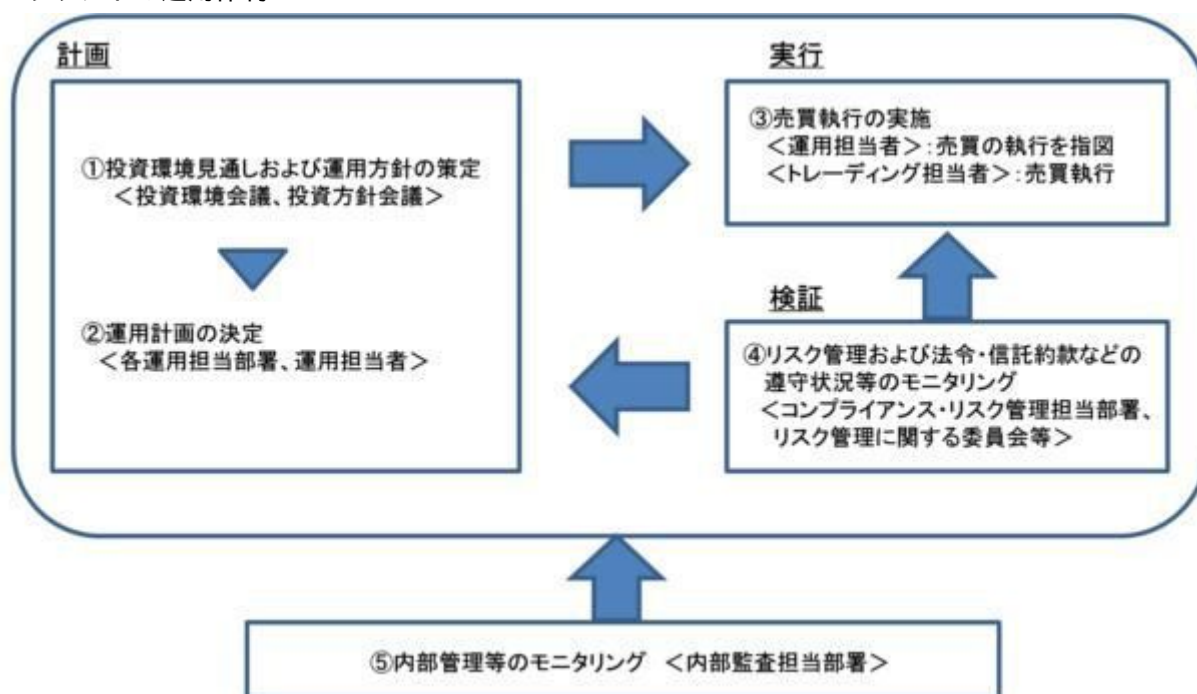 計画
①投資環境見通しおよび運用方針の策定
＜投資環境会議、投資方針会議＞
②運用計画の決定
＜各運用担当部署、運用担当者＞
実行
③売買執行の実施
＜運用担当者＞：売買の執行を指図
＜トレーディング担当者＞：売買執行
検証
④リスク管理および法令・信託約款などの
遵守状況等のモニタリング
＜コンプライアンス・リスク管理担当部署、
リスク管理に関する委員会等＞
⑤内部管理等のモニタリング ＜内部監査担当部署＞